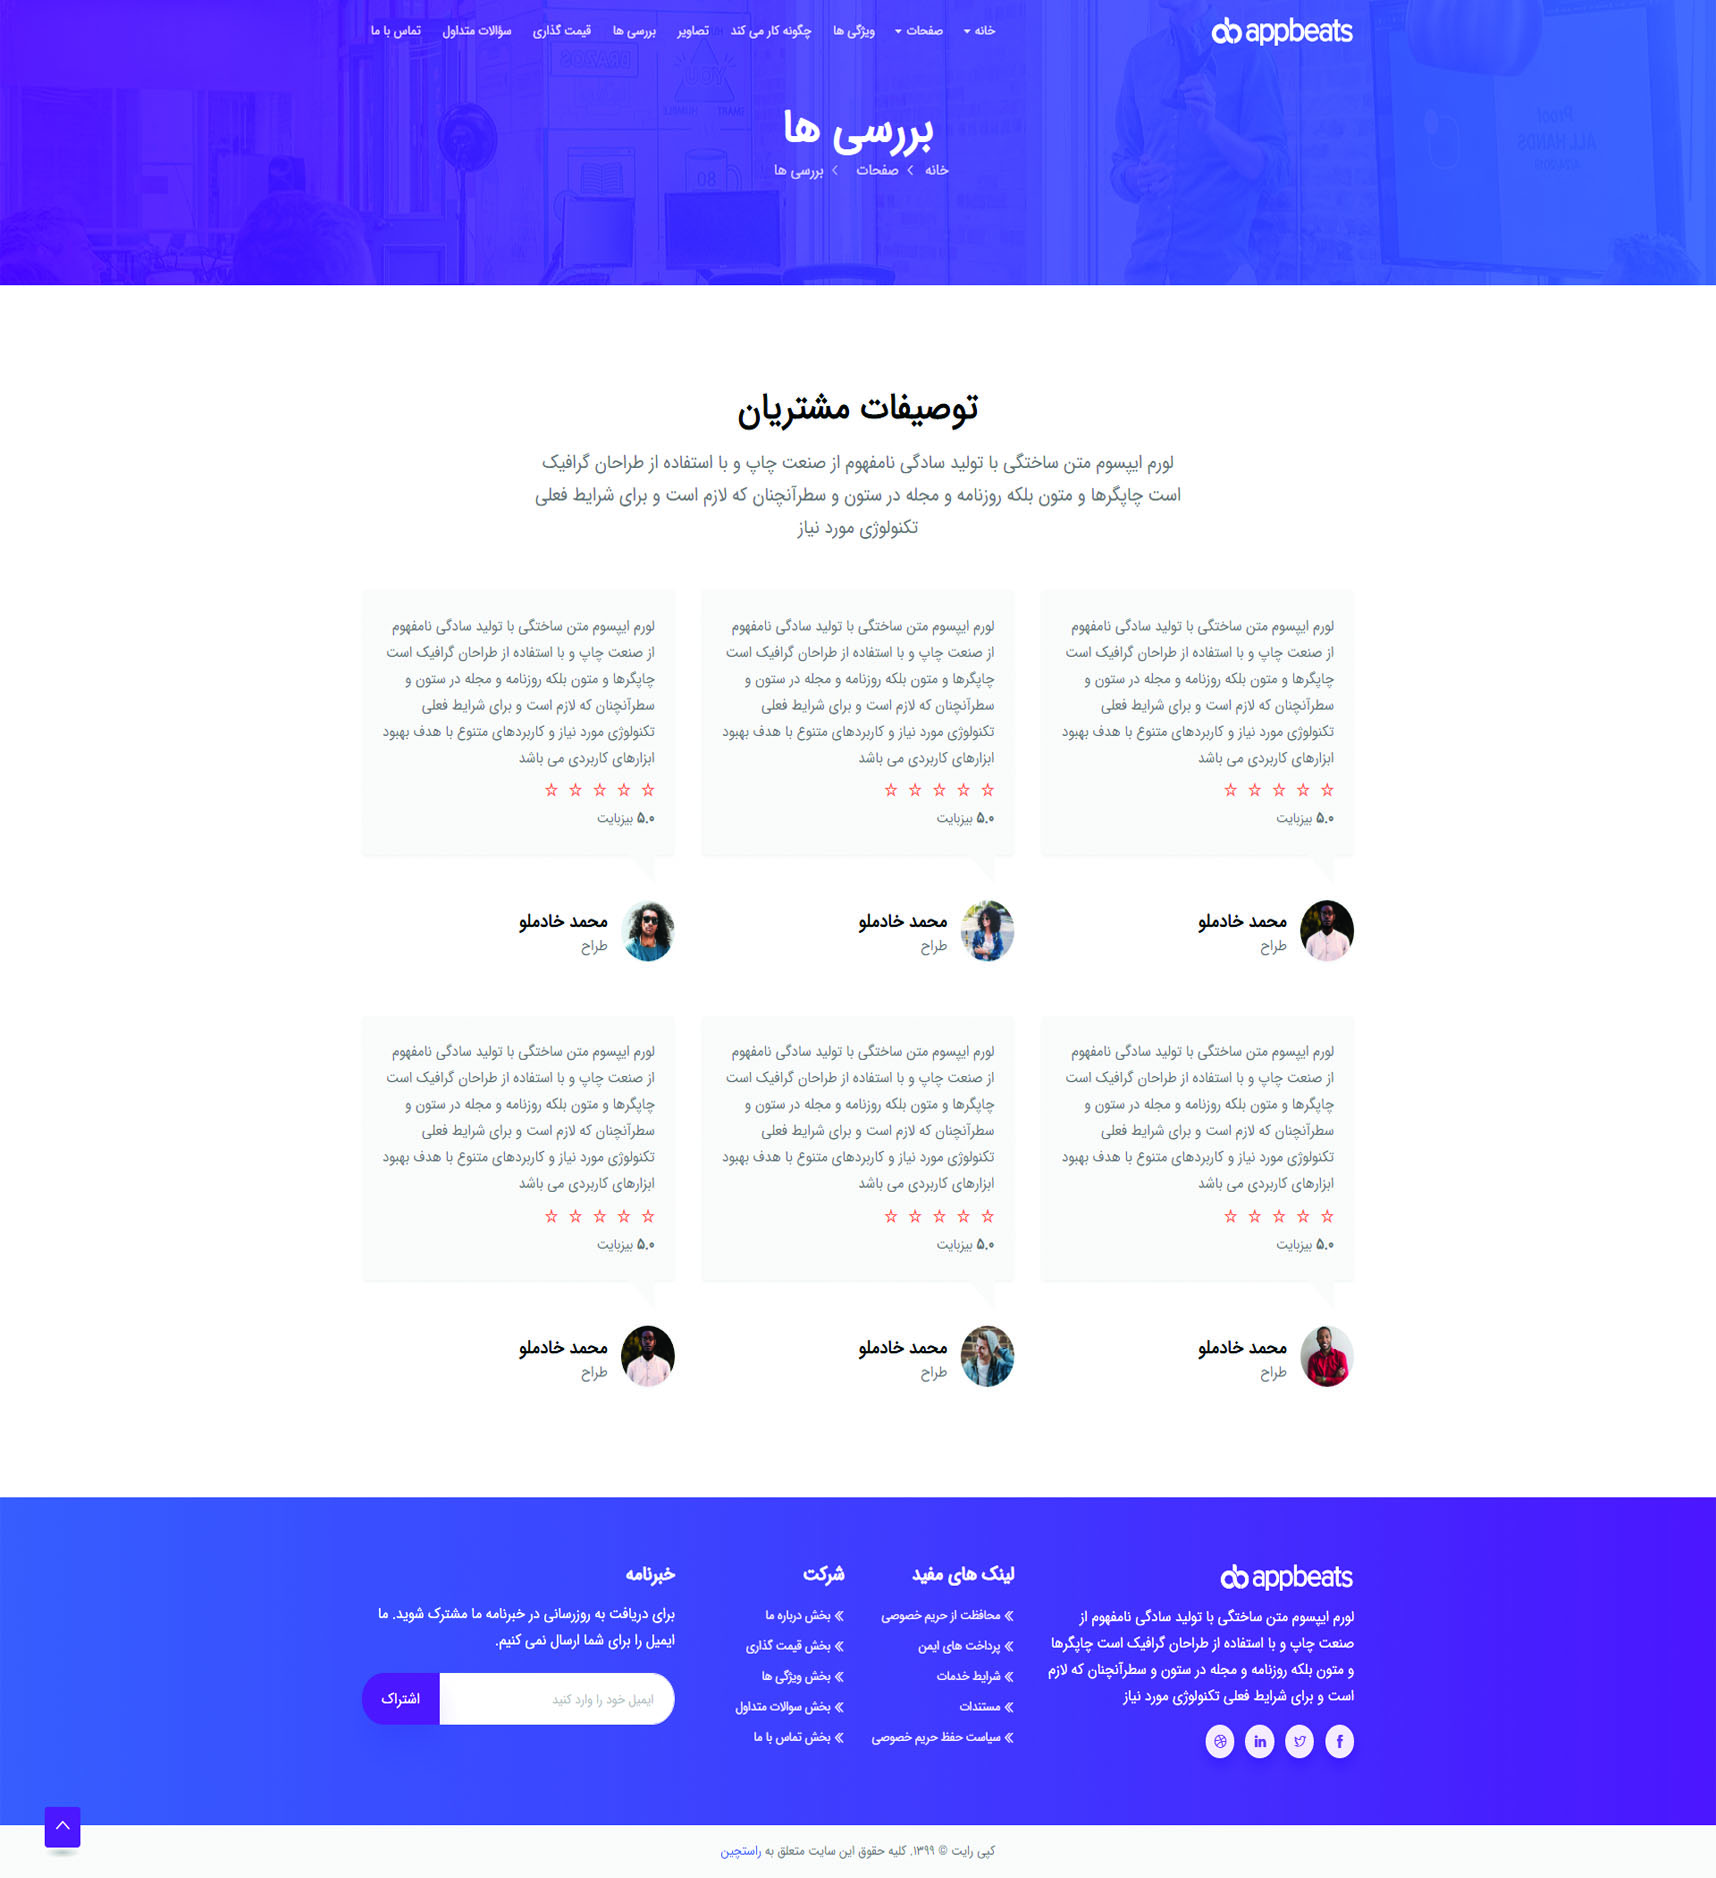 appbeats
خانه
صفحات
ویژگی ها
چگونه کار می کند
تصاویر
بررسی ها
قیمت گذاری
سؤالات متداول
تماس با ما
بررسی ها
خانه
صفحات
بررسی ها
توصیفات مشتریان
لورم ایپسوم متن ساختگی با تولید سادگی نامفهوم از صنعت چاپ و با استفاده از طراحان گرافیک
است چاپگرها و متون بلکه روزنامه و مجله در ستون و سطرآنچنان که لازم است و برای شرایط فعلی
تکنولوژی مورد نیاز
لورم ایپسوم متن ساختگی با تولید سادگی نامفهوم
از صنعت چاپ و با استفاده از طراحان گرافیک است
چاپگرها و متون بلکه روزنامه و مجله در ستون و
سطرآنچنان که لازم است و برای شرایط فعلی
تکنولوژی مورد نیاز و کاربردهای متنوع با هدف بهبود
ابزارهای کاربردی می باشد
۵.۰ بیزبایت
محمد خادملو
طراح
لورم ایپسوم متن ساختگی با تولید سادگی نامفهوم
از صنعت چاپ و با استفاده از طراحان گرافیک است
چاپگرها و متون بلکه روزنامه و مجله در ستون و
سطرآنچنان که لازم است و برای شرایط فعلی
تکنولوژی مورد نیاز و کاربردهای متنوع با هدف بهبود
ابزارهای کاربردی می باشد
۵.۰ بیزبایت
محمد خادملو
طراح
لورم ایپسوم متن ساختگی با تولید سادگی نامفهوم
از صنعت چاپ و با استفاده از طراحان گرافیک است
چاپگرها و متون بلکه روزنامه و مجله در ستون و
سطرآنچنان که لازم است و برای شرایط فعلی
تکنولوژی مورد نیاز و کاربردهای متنوع با هدف بهبود
ابزارهای کاربردی می باشد
۵.۰ بیزبایت
محمد خادملو
طراح
لورم ایپسوم متن ساختگی با تولید سادگی نامفهوم
از صنعت چاپ و با استفاده از طراحان گرافیک است
چاپگرها و متون بلکه روزنامه و مجله در ستون و
سطرآنچنان که لازم است و برای شرایط فعلی
تکنولوژی مورد نیاز و کاربردهای متنوع با هدف بهبود
ابزارهای کاربردی می باشد
۵.۰ بیزبایت
محمد خادملو
طراح
لورم ایپسوم متن ساختگی با تولید سادگی نامفهوم
از صنعت چاپ و با استفاده از طراحان گرافیک است
چاپگرها و متون بلکه روزنامه و مجله در ستون و
سطرآنچنان که لازم است و برای شرایط فعلی
تکنولوژی مورد نیاز و کاربردهای متنوع با هدف بهبود
ابزارهای کاربردی می باشد
۵.۰ بیزبایت
محمد خادملو
طراح
لورم ایپسوم متن ساختگی با تولید سادگی نامفهوم
از صنعت چاپ و با استفاده از طراحان گرافیک است
چاپگرها و متون بلکه روزنامه و مجله در ستون و
سطرآنچنان که لازم است و برای شرایط فعلی
تکنولوژی مورد نیاز و کاربردهای متنوع با هدف بهبود
ابزارهای کاربردی می باشد
۵.۰ بیزبایت
محمد خادملو
طراح
appbeats
لورم ایپسوم متن ساختگی با تولید سادگی نامفهوم از
صنعت چاپ و با استفاده از طراحان گرافیک است چاپگرها
و متون بلکه روزنامه و مجله در ستون و سطرآنچنان که لازم
است و برای شرایط فعلی تکنولوژی مورد نیاز
لینک های مفید
محافظت از حریم خصوصی
پرداخت های ایمن
شرایط خدمات
مستندات
سیاست حفظ حریم خصوصی
شرکت
بخش درباره ما
بخش قیمت گذاری
بخش ویژگی ها
بخش سوالات متداول
بخش تماس با ما
خبرنامه
برای دریافت به روزرسانی در خبرنامه ما مشترک شوید. ما
ایمیل را برای شما ارسال نمی کنیم.
ایمیل خود را وارد کنید
اشتراک
کپی رایت © ۱۳۹۹. کلیه حقوق این سایت متعلق به راستچین